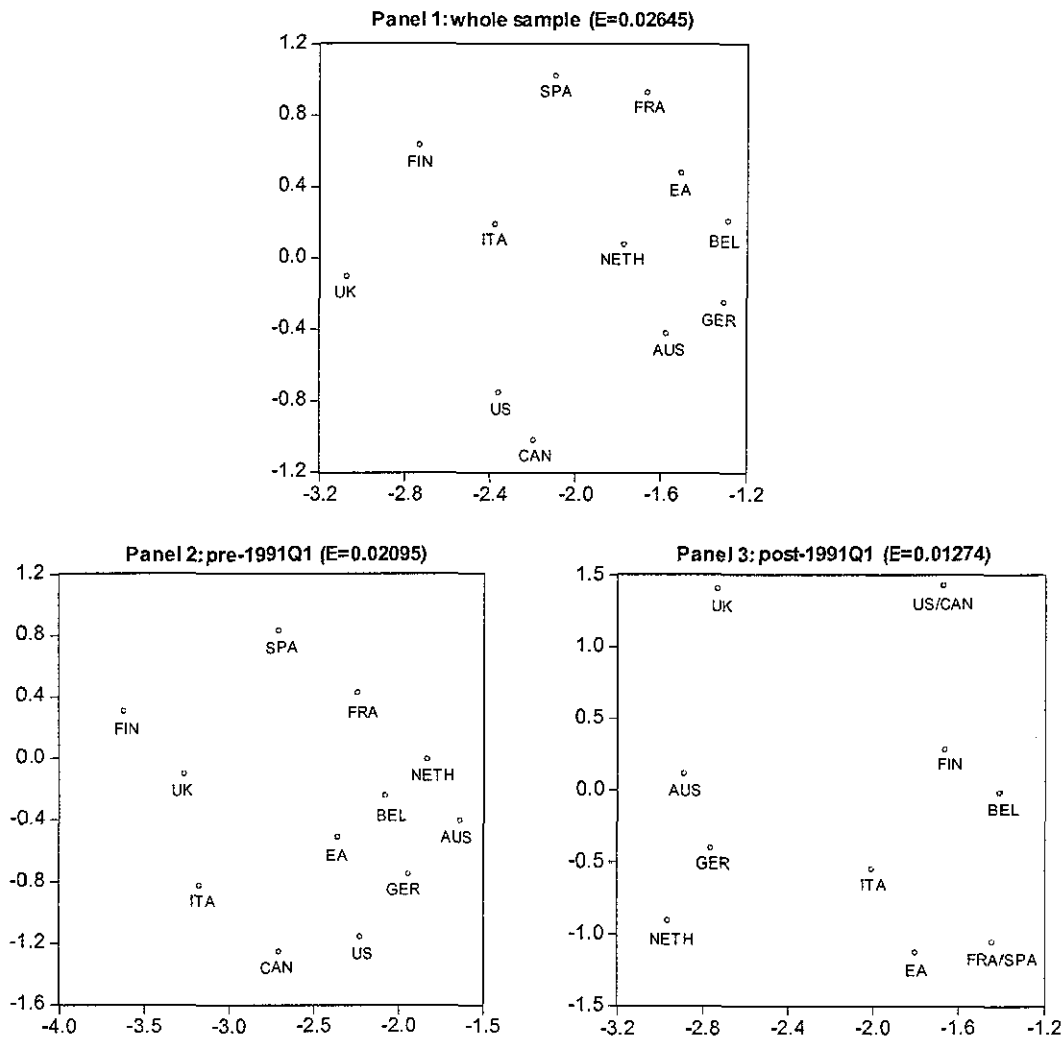 Panel 1: whole sample (E=0.02645)
1.2
SPA
FRA
0.8
FIN
EA
0.4
ITA
BEL
NETH
0.0
UK
GER
-0.4
AUS
US
-0.8
CAN
-1.2
-3.2 -2.8 -2.4 -2.0 -1.6 -1.2
Panel 2: pre-1991Q1 (E=0.02095)
1.2
0.8
SPA
0.4
FRA
FIN
0.0
NETH
UK
BEL
-0.4
AUS
EA
-0.8
GER
ITA
-1.2
US
CAN
-1.6
-4.0 -3.5 -3.0 -2.5 -2.0 -1.5
Panel 3: post-1991Q1 (E=0.01274)
1.5
UK
US/CAN
1.0
0.5
FIN
0.0
AUS
BEL
-0.5
GER
ITA
-1.0
NETH
FRA/SPA
EA
-1.5
-3.2 -2.8 -2.4 -2.0 -1.6 -1.2